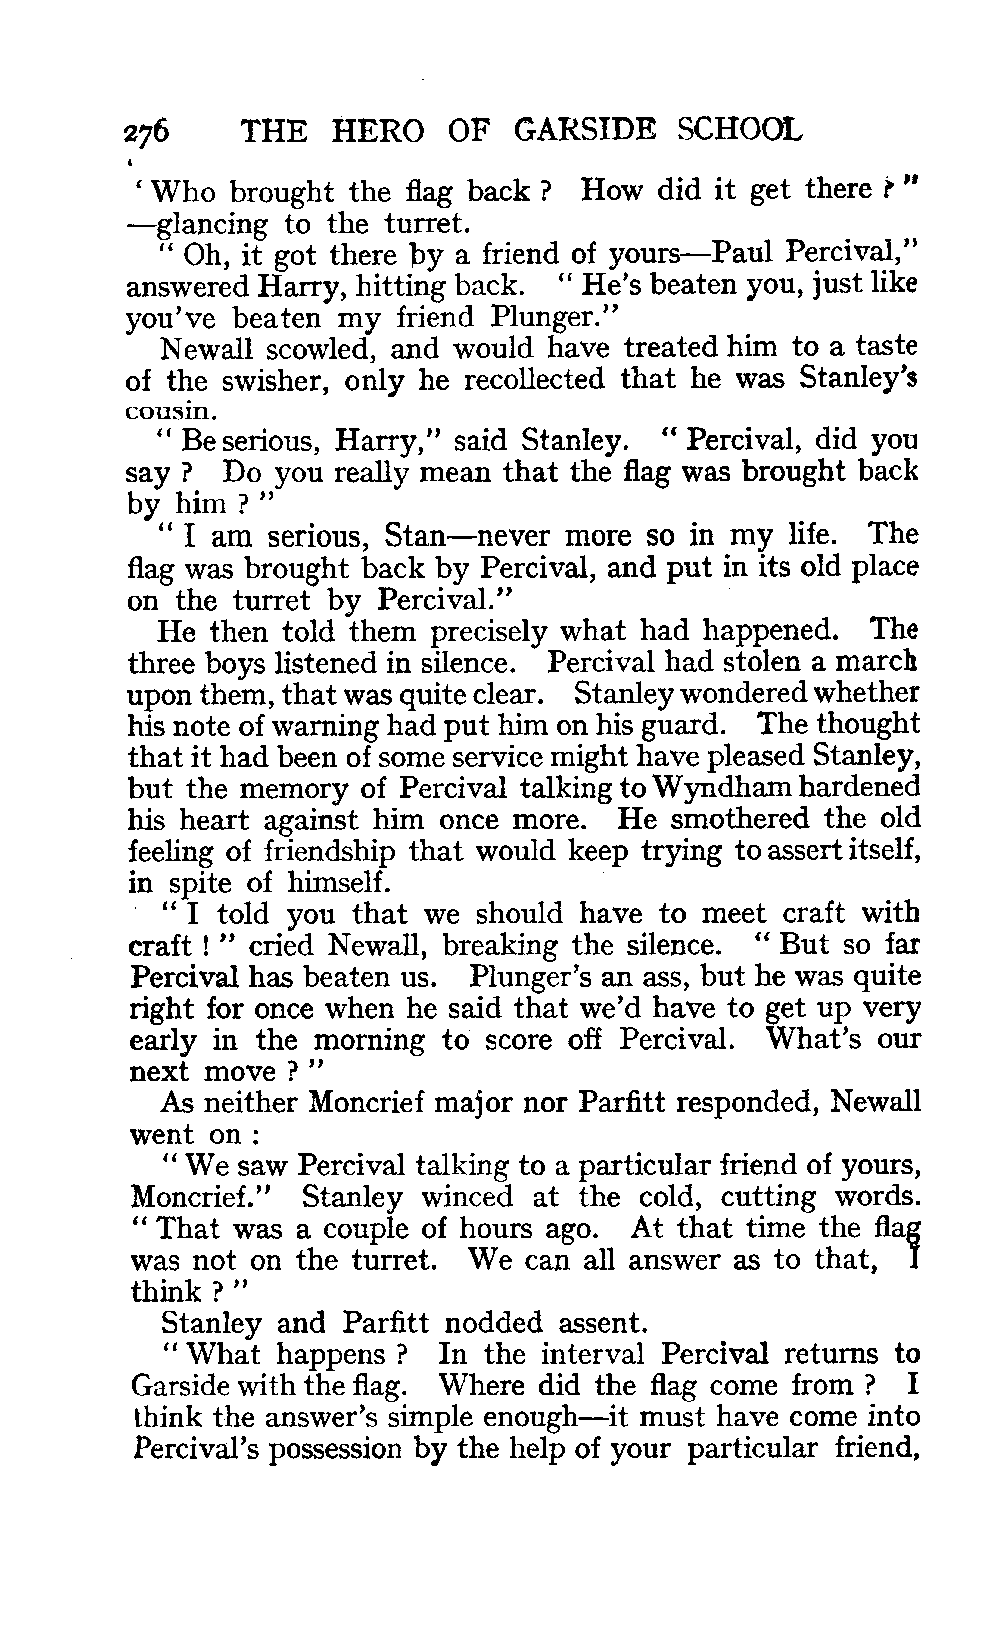 276 THE HERO OF GARSIDE SCHOOL
‘ Who brought the flag back ? How did it get there ? ”
—glancing to the turret.
“ Oh, it got there by a friend of yours—Paul Percival,”
answered Harry, hitting back. “ He’s beaten you, just like
you’ve beaten my friend Plunger.”
Newall scowled, and would have treated him to a taste
of the swisher, only he recollected that he was Stanley’s
cousin.
“ Be serious, Harry,” said Stanley. “ Percival, did you
say ? Do you really mean that the flag was brought back
by him ? ”
“ I am serious, Stan—never more so in my life. The
flag was brought back by Percival, and put in its old place
on the turret by Percival.”
He then told them precisely what had happened. The
three boys listened in silence. Percival had stolen a march
upon them, that was quite clear. Stanley wondered whether
his note of warning had put him on his guard. The thought
that it had been of some service might have pleased Stanley,
but the memory of Percival talking to Wyndham hardened
his heart against him once more. He smothered the old
feeling of friendship that would keep trying to assert itself,
in spite of himself.
“ I told you that we should have to meet craft with
craft ! ” cried Newall, breaking the silence. “ But so far
Percival has beaten us. Plunger’s an ass, but he was quite
right for once when he said that we’d have to get up very
early in the morning to score off Percival. What’s our
next move ? ”
As neither Moncrief major nor Parfitt responded, Newall
went on :
“ We saw Percival talking to a particular friend of yours,
Moncrief.” Stanley winced at the cold, cutting words.
“ That was a couple of hours ago. At that time the flag
was not on the turret. We can all answer as to that, I
think ? ”
Stanley and Parfitt nodded assent.
“ What happens ? In the interval Percival returns to
Garside with the flag. Where did the flag come from ? I
think the answer’s simple enough—it must have come into
Percival’s possession by the help of your particular friend,